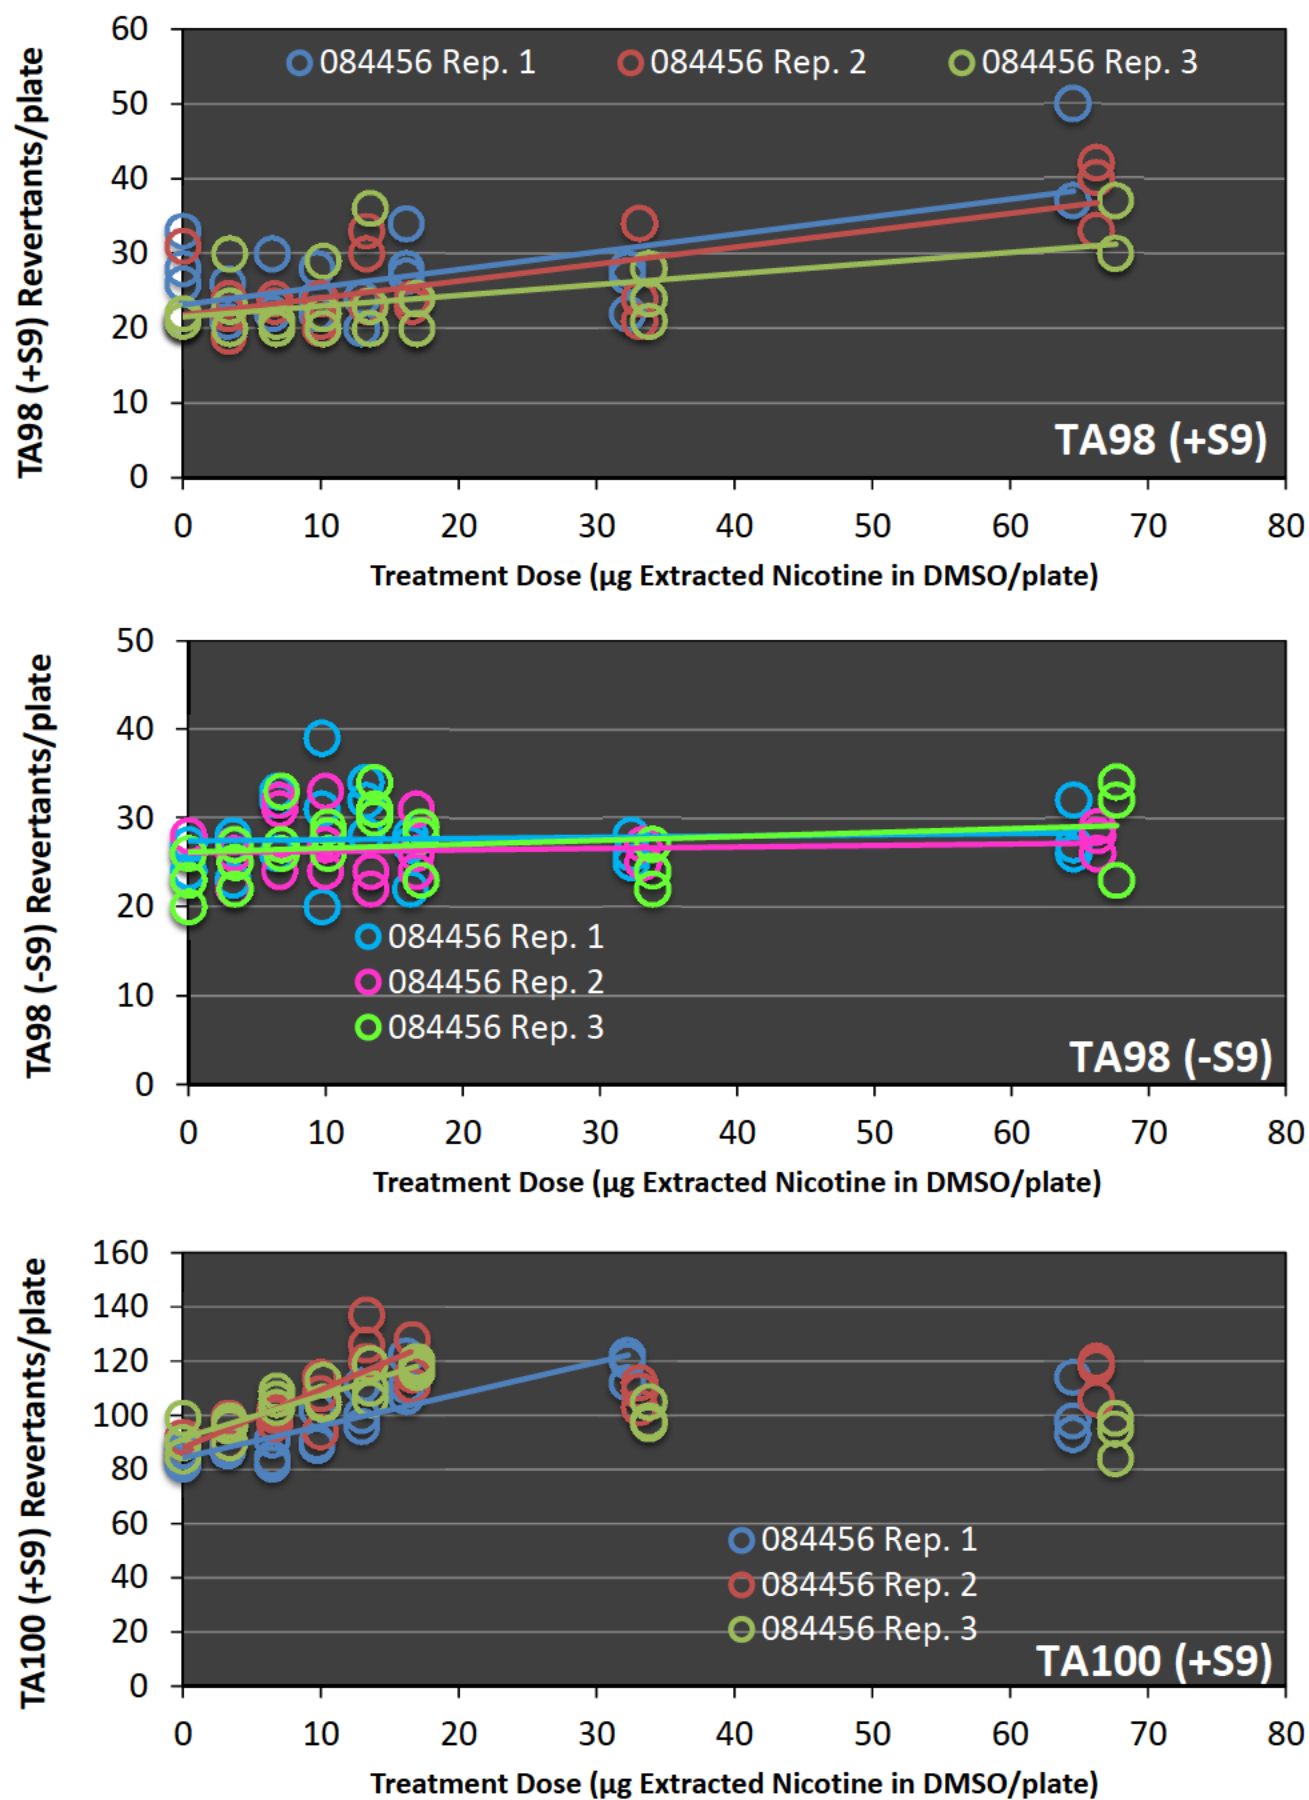 TA98 (+S9) Revertants/plate
60
50
40
30
20
10
0
084456 Rep. 1 084456 Rep. 2 084456 Rep. 3
TA98 (+S9)
0 10 20 30 40 50 60 70 80
Treatment Dose (µg Extracted Nicotine in DMSO/plate)
TA98 (-S9) Revertants/plate
50
40
30
20
10
0
084456 Rep. 1
084456 Rep. 2
084456 Rep. 3
TA98 (-S9)
0 10 20 30 40 50 60 70 80
Treatment Dose (µg Extracted Nicotine in DMSO/plate)
TA100 (+S9) Revertants/plate
160
140
120
100
80
60
40
20
0
084456 Rep. 1
084456 Rep. 2
084456 Rep. 3
TA100 (+S9)
0 10 20 30 40 50 60 70 80
Treatment Dose (µg Extracted Nicotine in DMSO/plate)